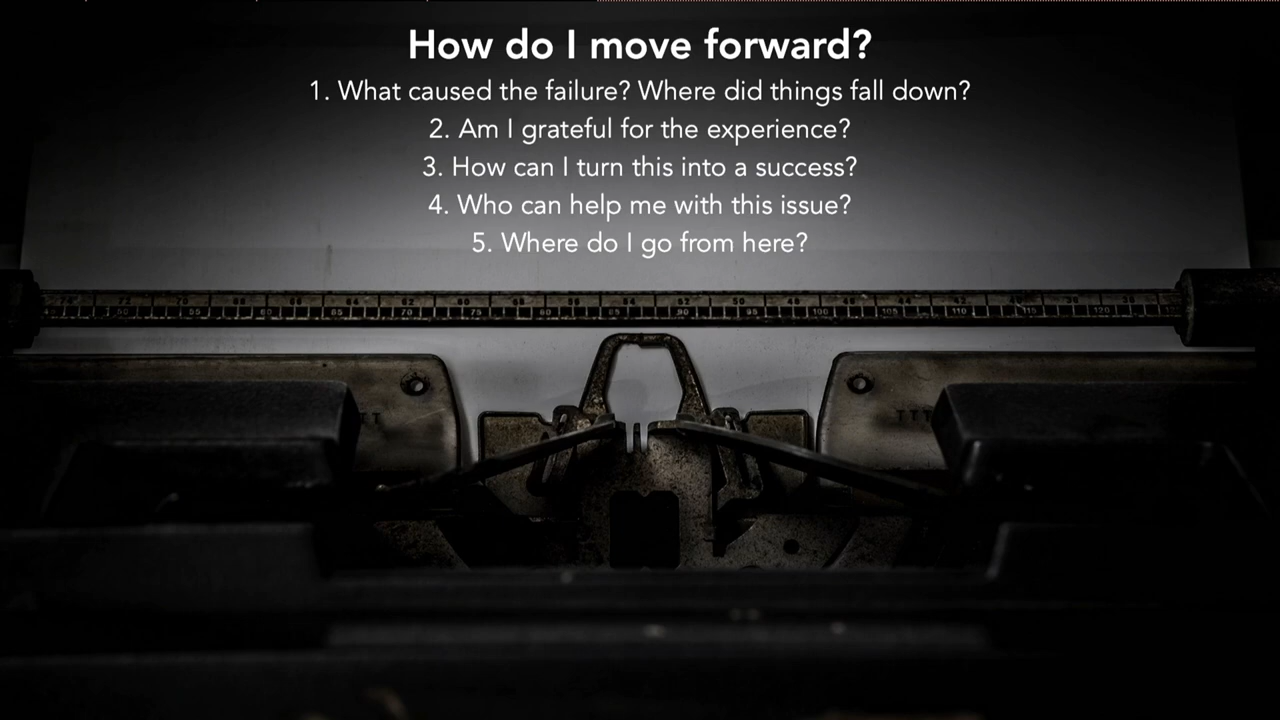 How do I move forward?
1. What caused the failure? Where did things fall down?
2. Am I grateful for the experience?
3. How can I turn this into a success?
4. Who can help me with this issue?
5. Where do I go from here?